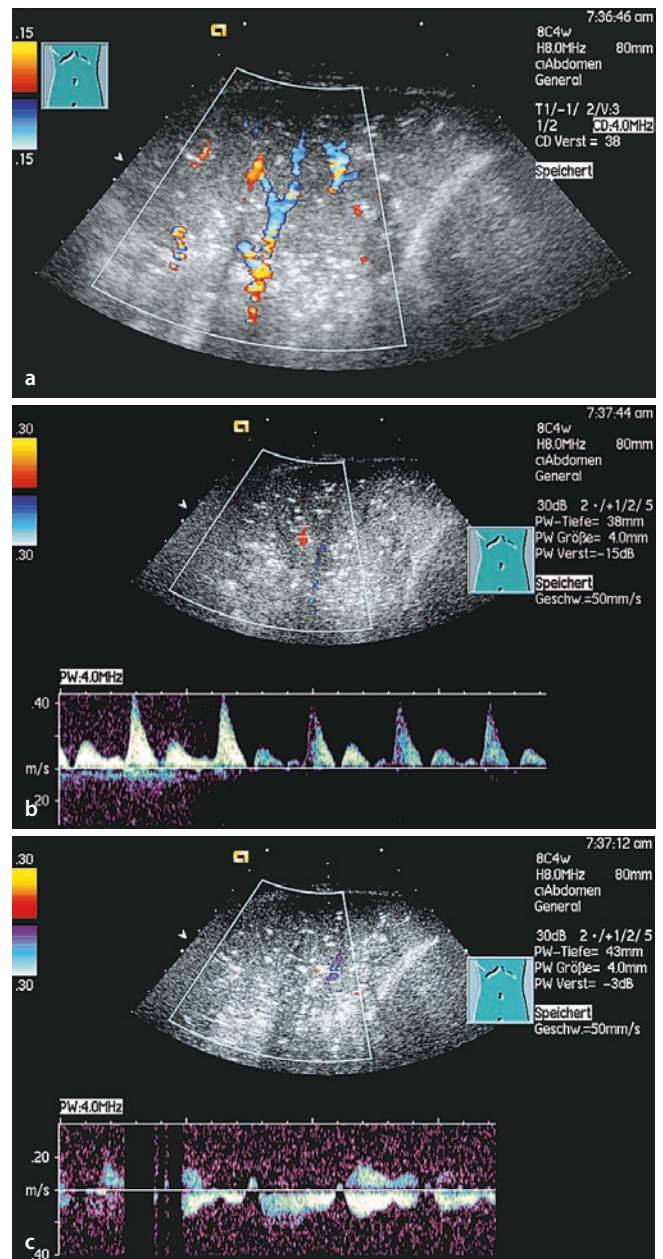 7:36:46 am
8C4w
H8.0MHz 80mm
Abdomen
General
T1/-1/ 2/V:3
1/2 CD:4.0MHz
CD Verst = 38
Speichert
.15
.15
a
7:37:44 am
8C4w
H8.0MHz 80mm
Abdomen
General
30dB 2 •/+1/2/ 5
PW-Tiefe= 38mm
PW Größe= 4.0mm
PW Verst=-15dB
Speichert
Geschw.=50mm/s
.30
.30
PW:4.0MHz
.40
m/s
.20
b
7:37:12 am
8C4w
H8.0MHz 80mm
Abdomen
General
30dB 2 •/+1/2/ 5
PW-Tiefe= 43mm
PW Größe= 4.0mm
PW Verst= -3dB
Speichert
Geschw.=50mm/s
.30
.30
PW:4.0MHz
.20
m/s
.40
c